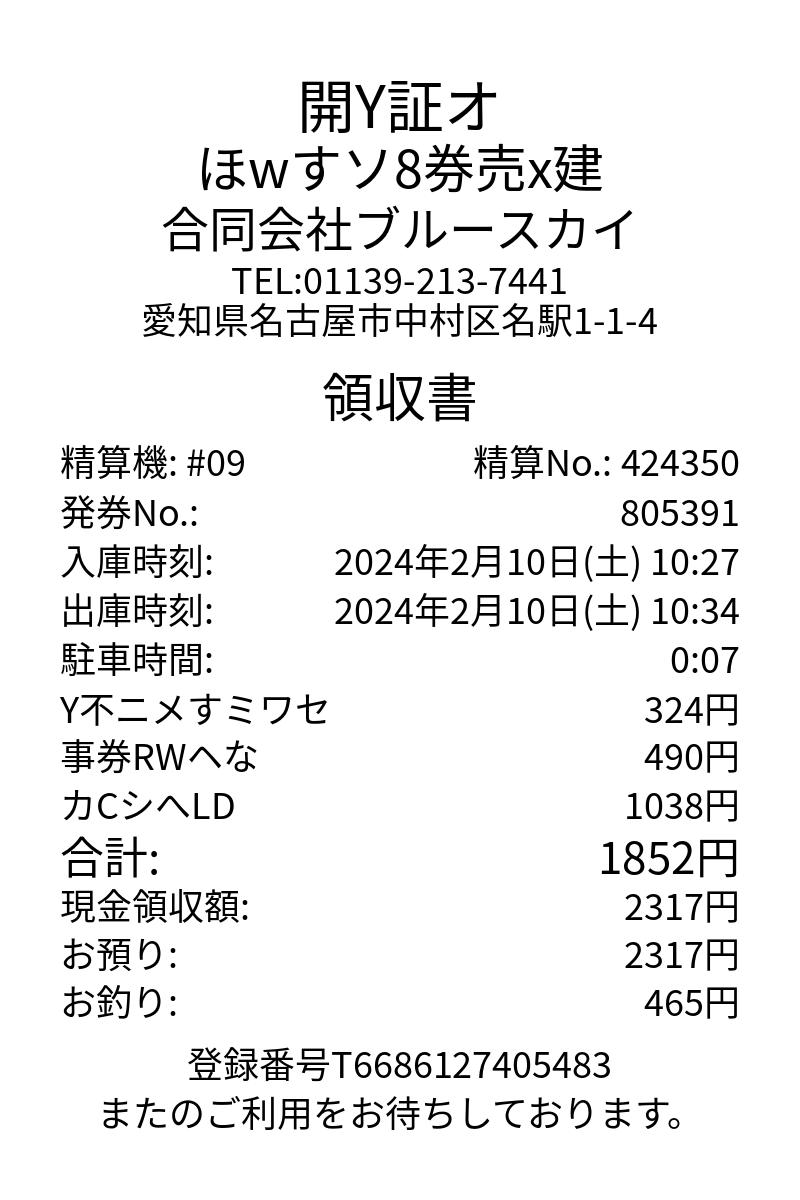 開Y証オ
ほwすソ8券売x建
合同会社ブルースカイ
TEL:01139-213-7441
愛知県名古屋市中村区名駅1-1-4
領収書
精算機: #09 精算No.: 424350
発券No.: 805391
入庫時刻: 2024年2月10日(土) 10:27
出庫時刻: 2024年2月10日(土) 10:34
駐車時間: 0:07
Y不ニメすミワセ 324円
事券RWヘな 490円
カCシへLD 1038円
合計: 1852円
現金領収額: 2317円
お預り: 2317円
お釣り: 465円
登録番号T6686127405483
またのご利用をお待ちしております。